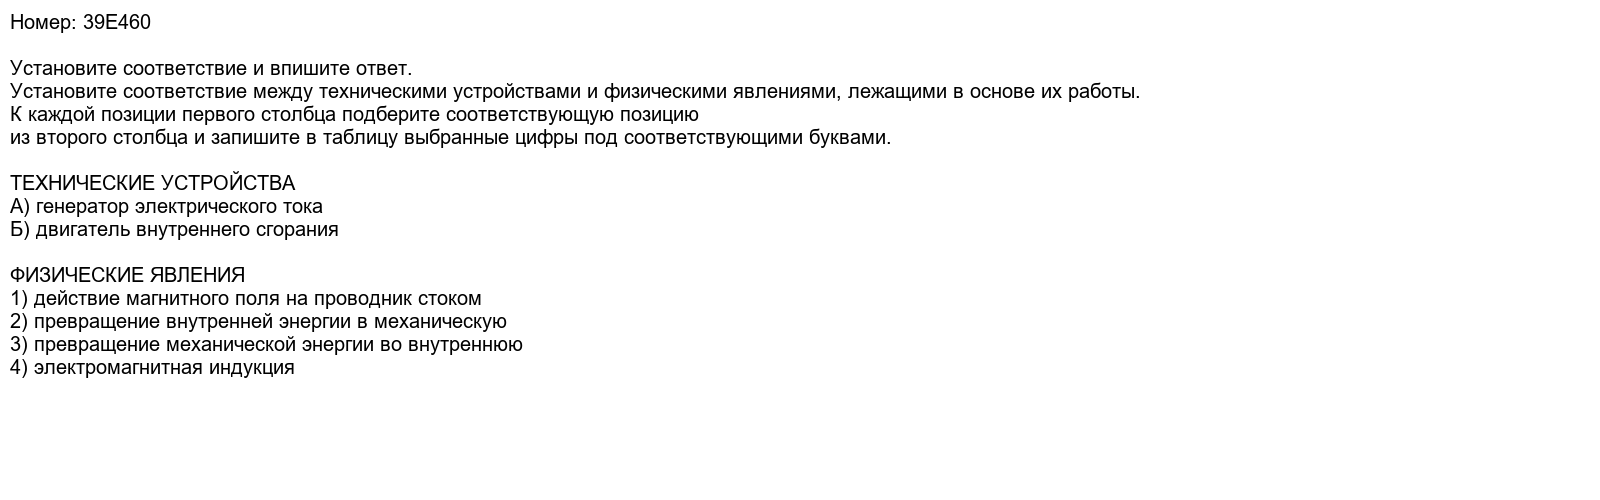 Номер: 39E460
Установите соответствие и впишите ответ.
Установите соответствие между техническими устройствами и физическими явлениями, лежащими в основе их работы.
К каждой позиции первого столбца подберите соответствующую позицию
из второго столбца и запишите в таблицу выбранные цифры под соответствующими буквами.
ТЕХНИЧЕСКИЕ УСТРОЙСТВА
А) генератор электрического тока
Б) двигатель внутреннего сгорания
ФИЗИЧЕСКИЕ ЯВЛЕНИЯ
1) действие магнитного поля на проводник стоком
2) превращение внутренней энергии в механическую
3) превращение механической энергии во внутреннюю
4) электромагнитная индукция